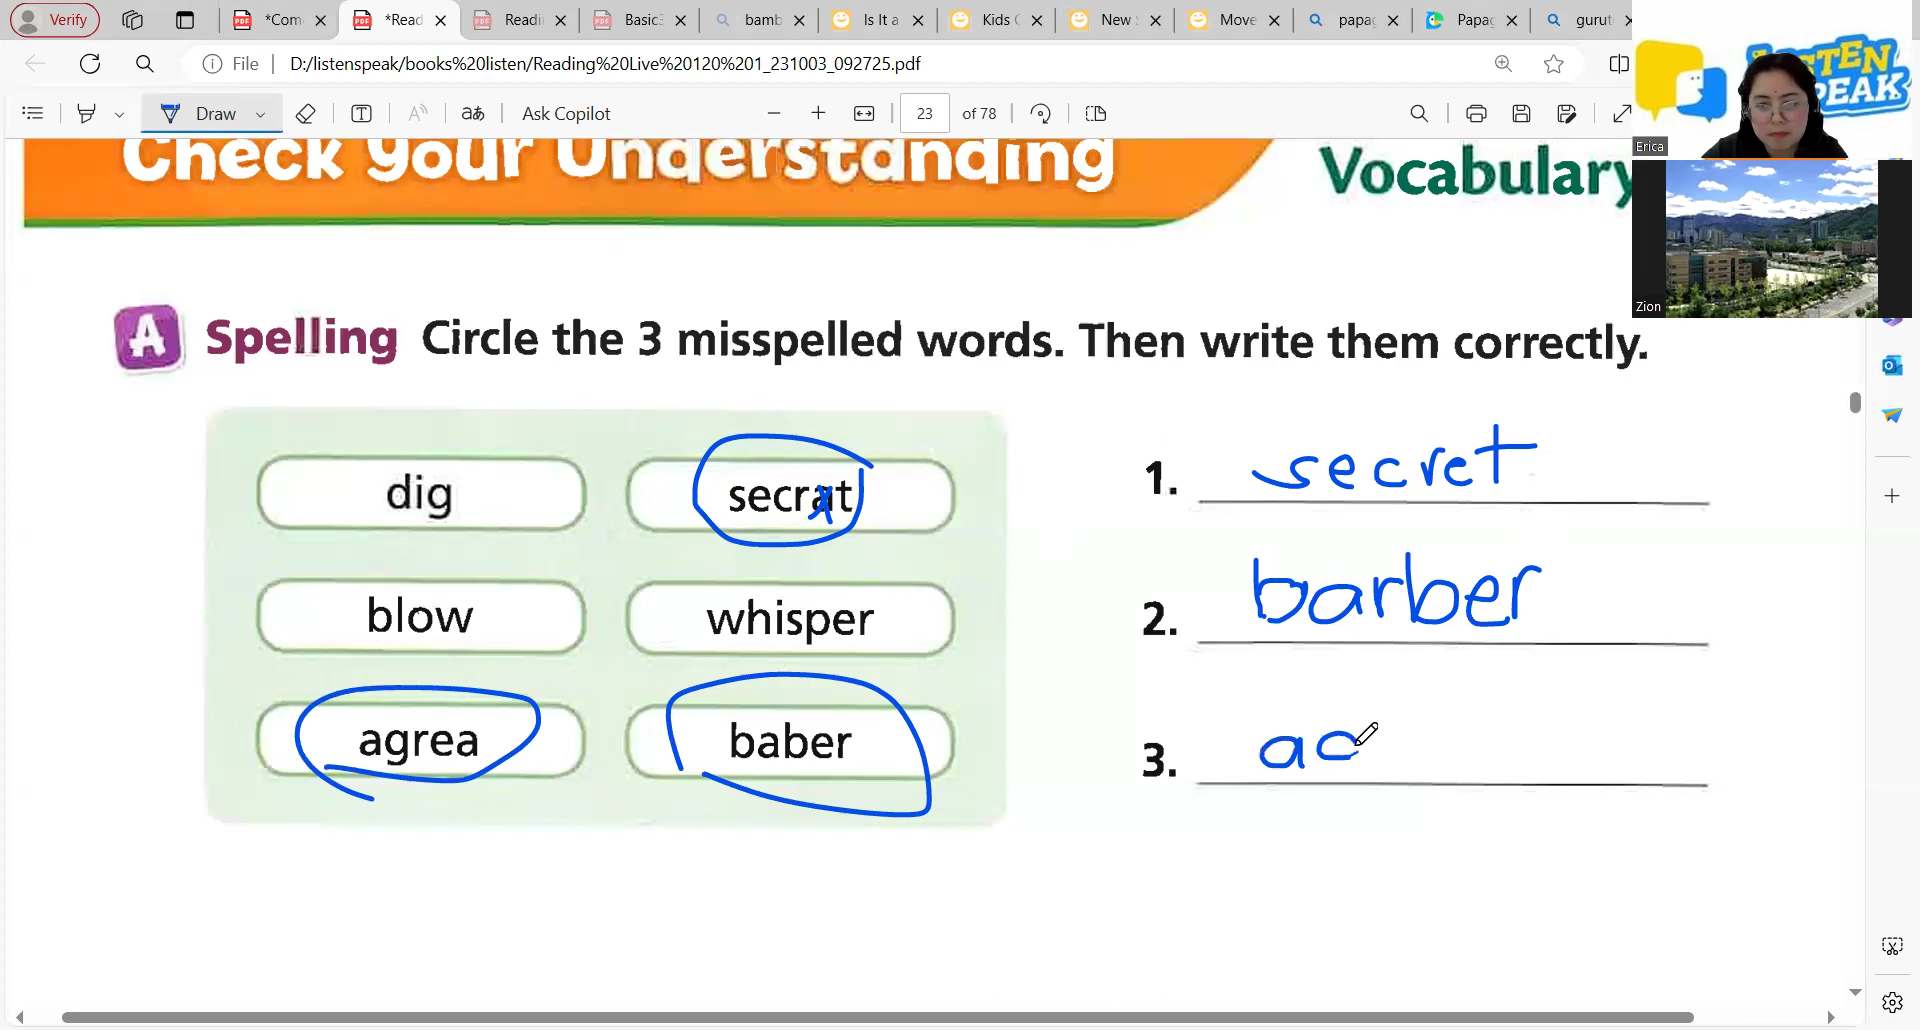 Verify
*Com
*Read
Readi
Basic
bamb
Is It a
Kids
New
Move
papa
Papa
gurut
File
D:/listenspeak/books%20listen/Reading%20Live%20120%201_231003_092725.pdf
Draw
Ask Copilot
23 of 78
LISTEN
SPEAK
Erica
Zion
Check Your Understanding
Vocabulary
A Spelling Circle the 3 misspelled words. Then write them correctly.
dig
secrat
x
blow
whisper
agrea
baber
1. secret
2. barber
3. ac